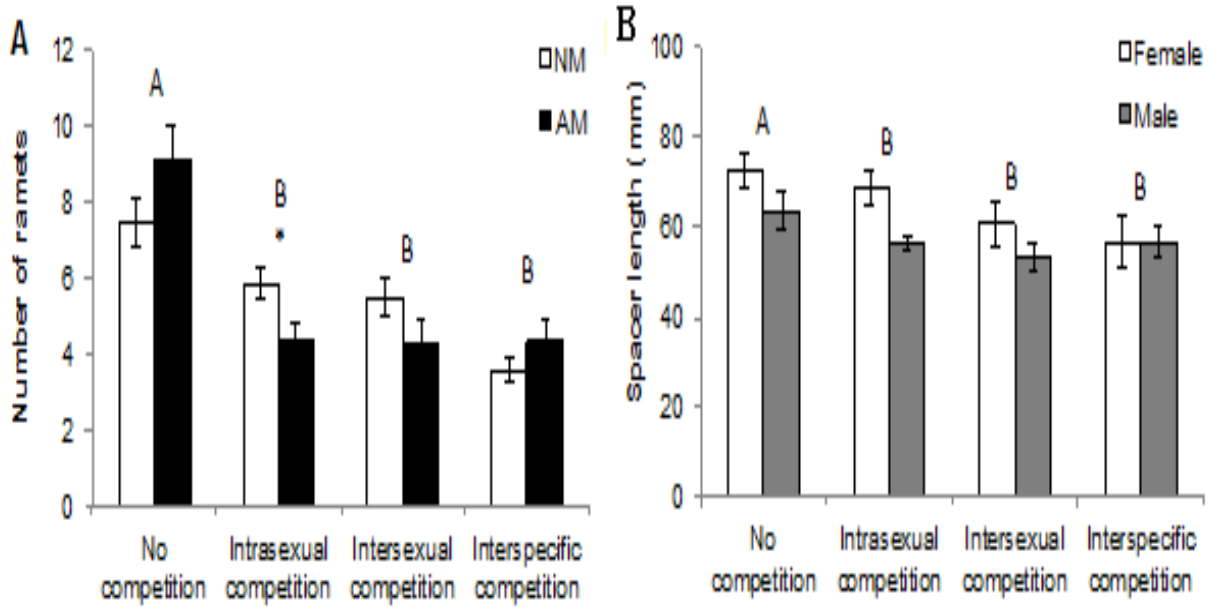 A
12
10
8
6
4
2
0
Number of ramets
NM
AM
A
B
*
B
B
No competition
Intrasexual competition
Intersexual competition
Interspecific competition
B
100
80
60
40
20
0
Spacer length ( mm)
Female
Male
A
B
B
B
No competition
Intrasexual competition
Intersexual competition
Interspecific competition